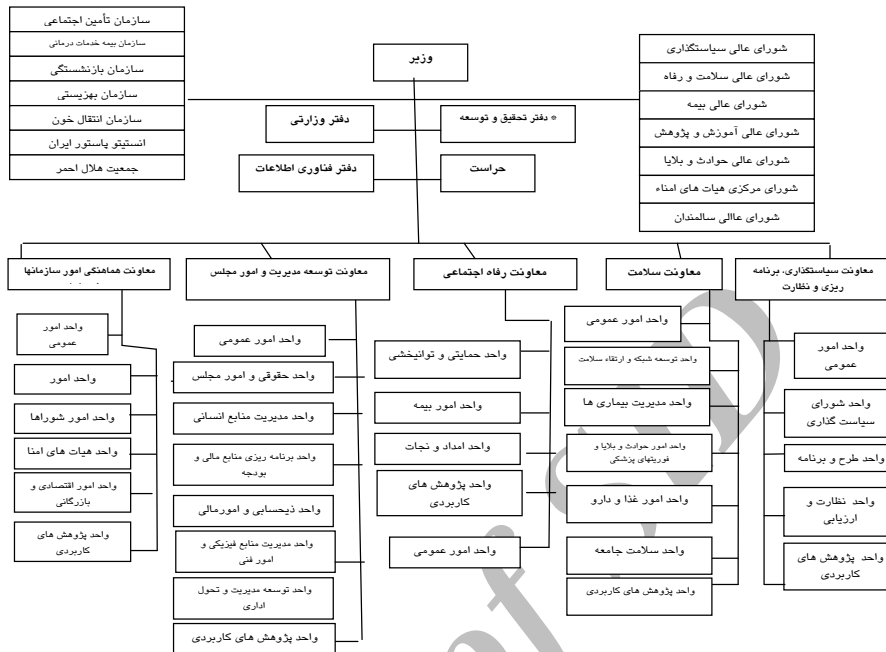 سازمان تأمین اجتماعی
سازمان بیمه خدمات درمانی
سازمان بازنشستگی
سازمان بهزیستی
سازمان انتقال خون
انستیتو پاستور ایران
جمعیت هلال احمر
وزیر
شورای عالی سیاستگذاری
شورای عالی سلامت و رفاه
شورای عالی بیمه
شورای عالی آموزش و پژوهش
شورای عالی حوادث و بلایا
شورای مرکزی هیات های امناء
شورای عاالی سالمندان
* دفتر تحقیق و توسعه
دفتر وزارتی
حراست
دفتر فناوری اطلاعات
معاونت سیاستگذاری، برنامه
ریزی و نظارت
واحد امور
عمومی
واحد شورای
سیاست گذاری
واحد طرح و برنامه
واحد نظارت و
ارزیابی
واحد پژوهش های
کاربردی
معاونت سلامت
واحد امور عمومی
واحد توسعه شبکه و ارتقاء سلامت
واحد مدیریت بیماری ها
واحد امور حوادث و بلایا و
فوریتهای پزشکی
واحد امور غذا و دارو
واحد سلامت جامعه
واحد پژوهش های کاربردی
معاونت رفاه اجتماعی
واحد حمایتی و توانبخشی
واحد امور بیمه
واحد امداد و نجات
واحد پژوهش های
کاربردی
واحد امور عمومی
معاونت توسعه مدیریت و امور مجلس
واحد امور عمومی
واحد حقوقی و امور مجلس
واحد مدیریت منابع انسانی
واحد برنامه ریزی منابع مالی و
بودجه
واحد ذیحسابی و امورمالی
واحد مدیریت منابع فیزیکی و
امور فنی
واحد توسعه مدیریت و تحول
اداری
واحد پژوهش های کاربردی
معاونت هماهنگی امور سازمانها
واحد امور
عمومی
واحد امور
واحد امور شوراها
واحد هیات های امنا
واحد امور اقتصادی و
بازرگانی
واحد پژوهش های
کاربردی
of SID